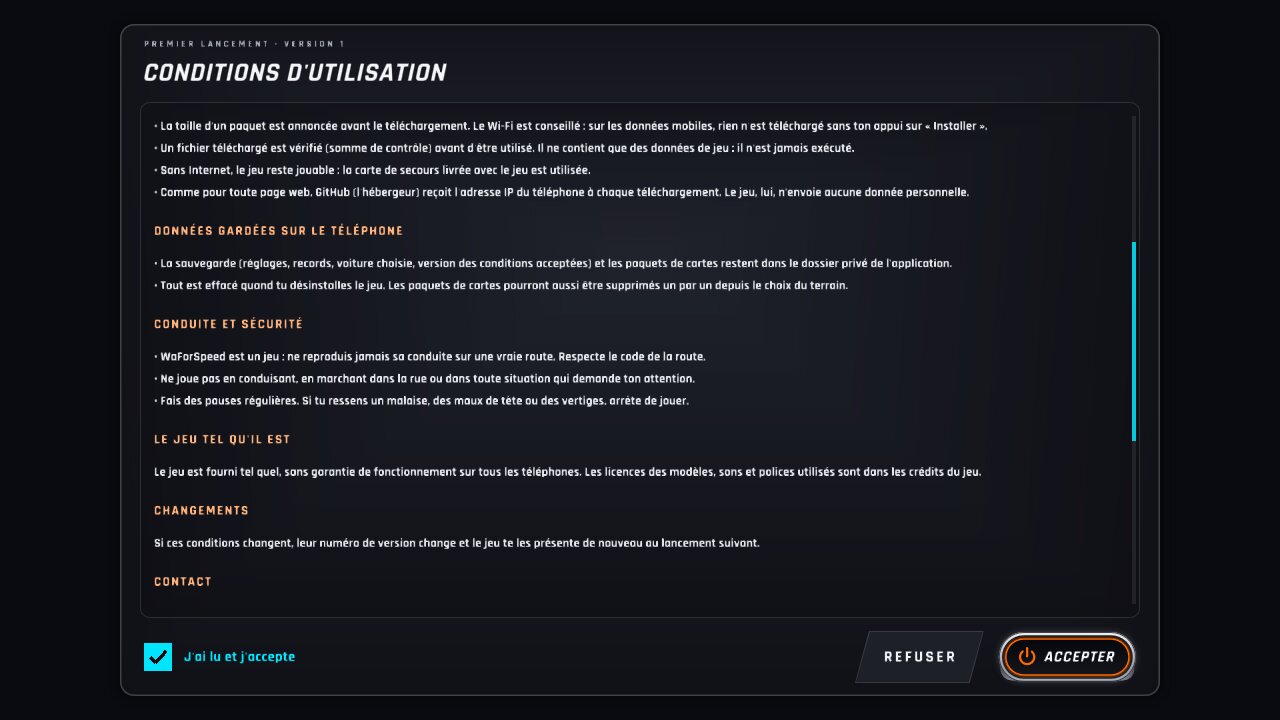 PREMIER LANCEMENT · VERSION 1
CONDITIONS D'UTILISATION
• La taille d'un paquet est annoncée avant le téléchargement. Le Wi-Fi est conseillé : sur les données mobiles, rien n'est téléchargé sans ton appui sur « Installer ».
• Un fichier téléchargé est vérifié (somme de contrôle) avant d'être utilisé. Il ne contient que des données de jeu : il n'est jamais exécuté.
• Sans Internet, le jeu reste jouable : la carte de secours livrée avec le jeu est utilisée.
• Comme pour toute page web, GitHub (l'hébergeur) reçoit l'adresse IP du téléphone à chaque téléchargement. Le jeu, lui, n'envoie aucune donnée personnelle.
DONNÉES GARDÉES SUR LE TÉLÉPHONE
• La sauvegarde (réglages, records, voiture choisie, version des conditions acceptées) et les paquets de cartes restent dans le dossier privé de l'application.
• Tout est effacé quand tu désinstalles le jeu. Les paquets de cartes pourront aussi être supprimés un par un depuis le choix du terrain.
CONDUITE ET SÉCURITÉ
• WaForSpeed est un jeu : ne reproduis jamais sa conduite sur une vraie route. Respecte le code de la route.
• Ne joue pas en conduisant, en marchant dans la rue ou dans toute situation qui demande ton attention.
• Fais des pauses régulières. Si tu ressens un malaise, des maux de tête ou des vertiges, arrête de jouer.
LE JEU TEL QU'IL EST
Le jeu est fourni tel quel, sans garantie de fonctionnement sur tous les téléphones. Les licences des modèles, sons et polices utilisés sont dans les crédits du jeu.
CHANGEMENTS
Si ces conditions changent, leur numéro de version change et le jeu te les présente de nouveau au lancement suivant.
CONTACT
J'ai lu et j'accepte
REFUSER
ACCEPTER